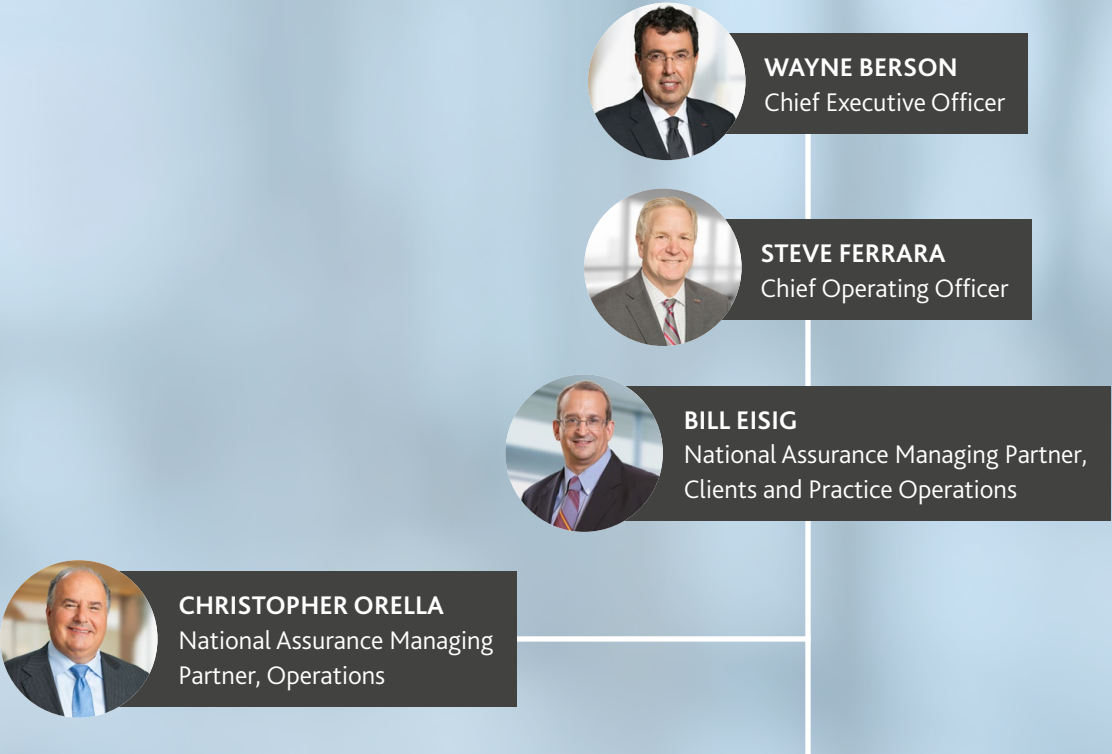 WAYNE BERSON
Chief Executive Officer
STEVE FERRARA
Chief Operating Officer
BILL EISIG
National Assurance Managing Partner,
Clients and Practice Operations
CHRISTOPHER ORELLA
National Assurance Managing
Partner, Operations